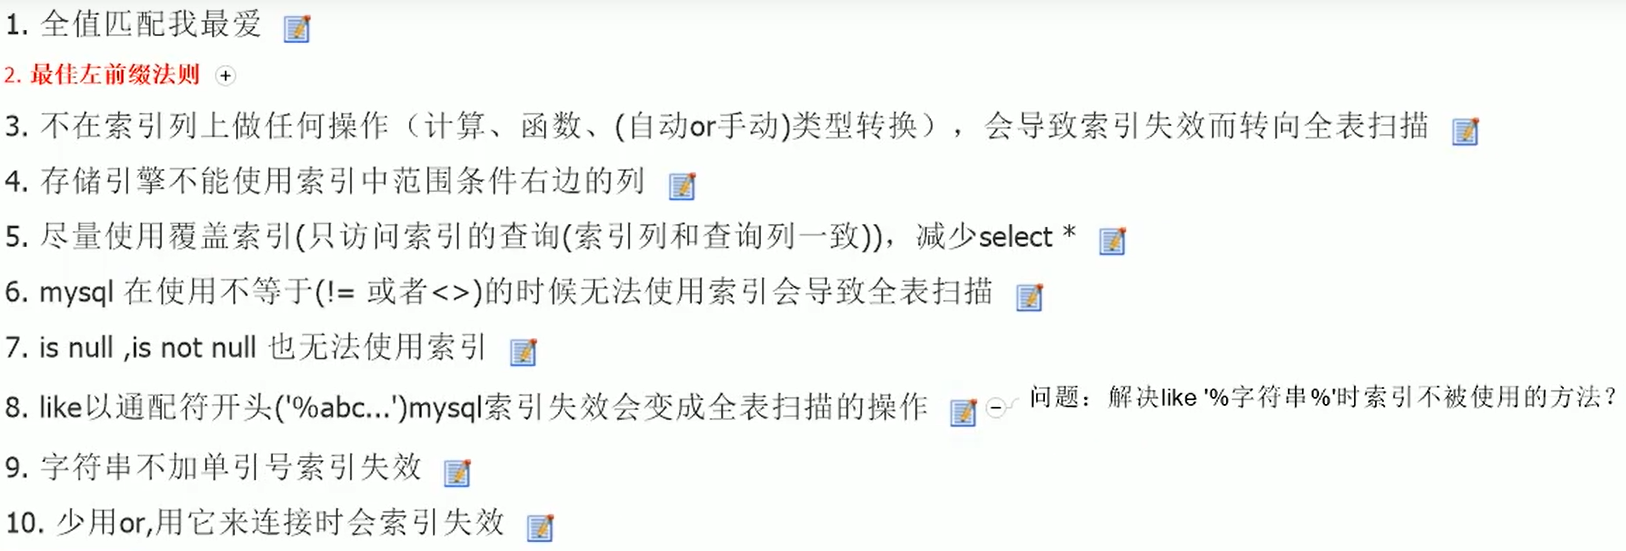 1. 全值匹配我最爱
2. 最佳左前缀法则
3. 不在索引列上做任何操作（计算、函数、(自动or手动)类型转换），会导致索引失效而转向全表扫描
4. 存储引擎不能使用索引中范围条件右边的列
5. 尽量使用覆盖索引(只访问索引的查询(索引列和查询列一致))，减少select *
6. mysql 在使用不等于(!= 或者<>)的时候无法使用索引会导致全表扫描
7. is null ,is not null 也无法使用索引
8. like以通配符开头('%abc...')mysql索引失效会变成全表扫描的操作 问题：解决like '%字符串%'时索引不被使用的方法？
9. 字符串不加单引号索引失效
10. 少用or,用它来连接时会索引失效